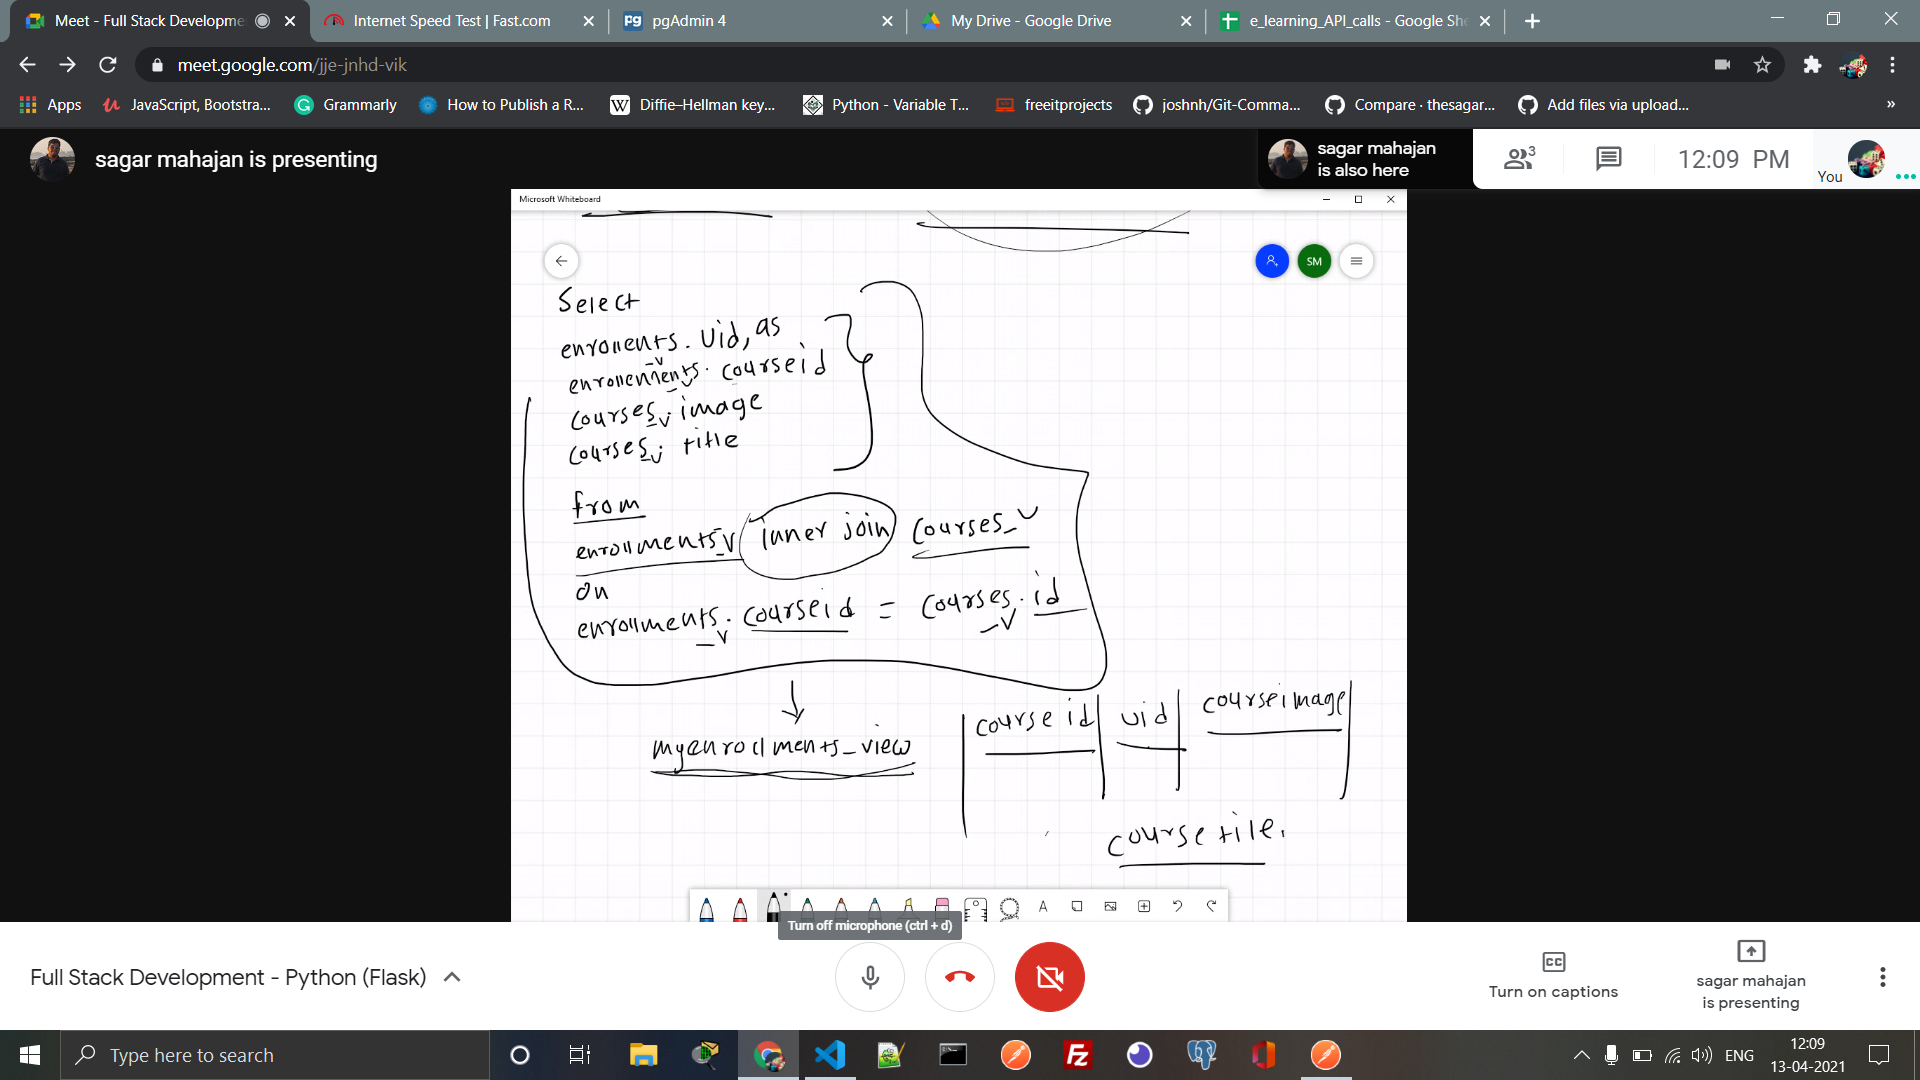 Meet - Full Stack Developme
Internet Speed Test | Fast.com
pgAdmin 4
My Drive - Google Drive
e_learning_API_calls - Google She
meet.google.com/jje-jnhd-vik
Apps
JavaScript, Bootstra...
Grammarly
How to Publish a R...
Diffie–Hellman key...
Python - Variable T...
freeitprojects
joshnh/Git-Comma...
Compare · thesagar...
Add files via upload...
»
sagar mahajan is presenting
sagar mahajan
is also here
3
12:09 PM
You
Microsoft Whiteboard
SM
Select
enrollents_v. uid, as
enrollenments_v. courseid
courses_v. image
courses_v. title
from
enrollments_v inner join courses_v
on
enrollments_v. courseid = courses_v. id
myenrollments_view
course id
uid
courseimage
course tile.
A
Turn off microphone (ctrl + d)
Full Stack Development - Python (Flask)
CC
Turn on captions
sagar mahajan
is presenting
Type here to search
ENG
12:09
13-04-2021